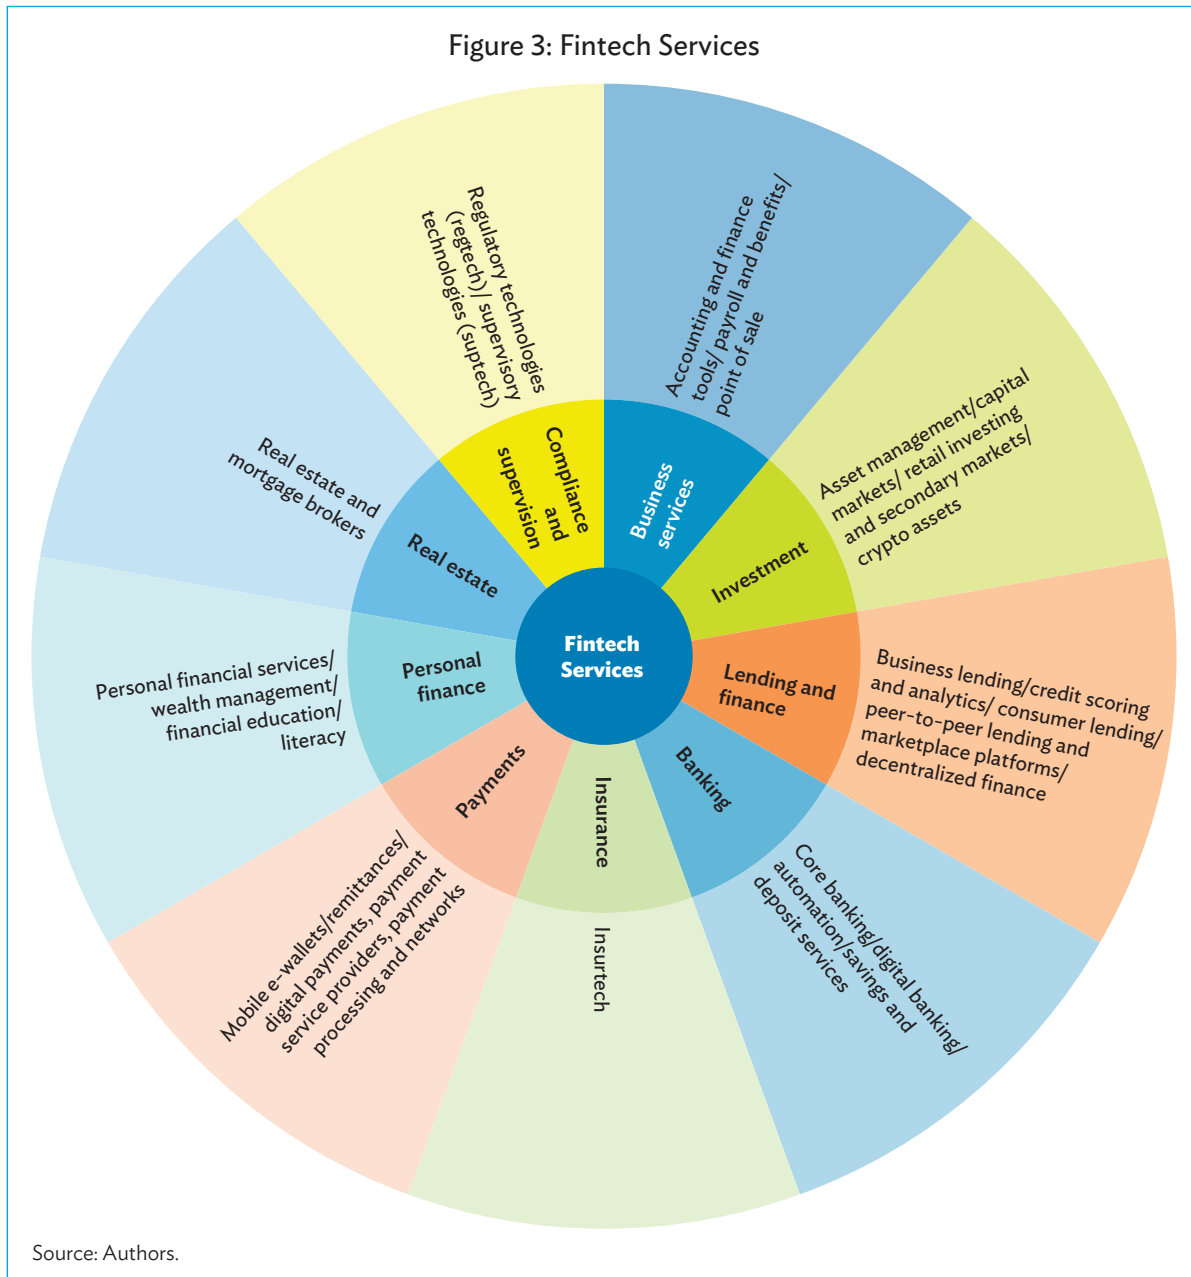 Figure 3: Fintech Services
Fintech
Services
Business
services
Accounting and finance
tools/ payroll and benefits/
point of sale
Investment
Asset management/capital
markets/ retail investing
and secondary markets/
crypto assets
Lending and
finance
Business lending/credit scoring
and analytics/ consumer lending/
peer-to-peer lending and
marketplace platforms/
decentralized finance
Banking
Core banking/digital banking/
automation/savings and
deposit services
Insurance
Insurtech
Payments
Mobile e-wallets/remittances/
digital payments, payment
service providers, payment
processing and networks
Personal
finance
Personal financial services/
wealth management/
financial education/
literacy
Real estate
Real estate and
mortgage brokers
Compliance
and
supervision
Regulatory technologies
(regtech)/ supervisory
technologies (suptech)
Source: Authors.